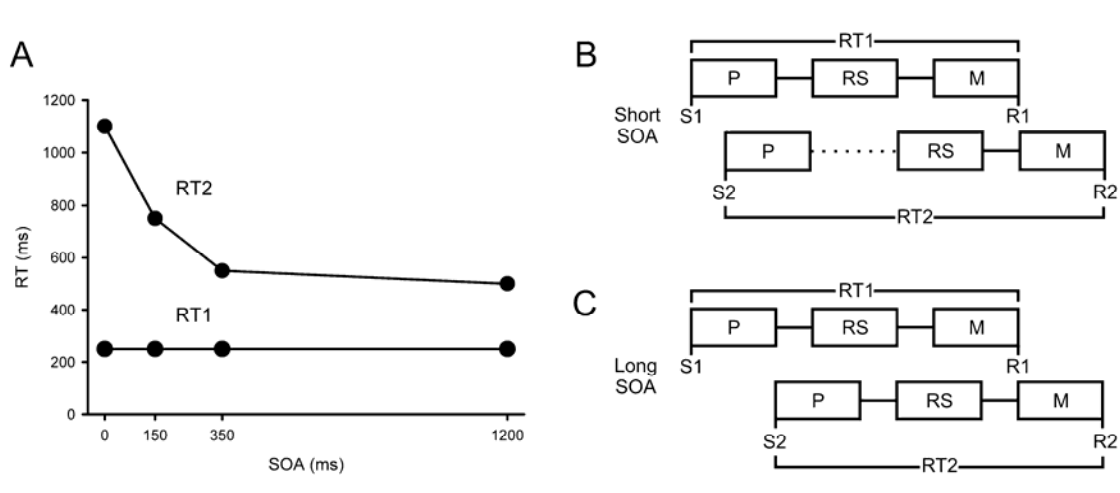 A
RT (ms)
1200
1000
800
600
400
200
0
RT2
RT1
0 150 350 1200
SOA (ms)
B
Short
SOA
RT1
P RS M
S1 R1
P RS M
S2 R2
RT2
C
Long
SOA
RT1
P RS M
S1 R1
P RS M
S2 R2
RT2